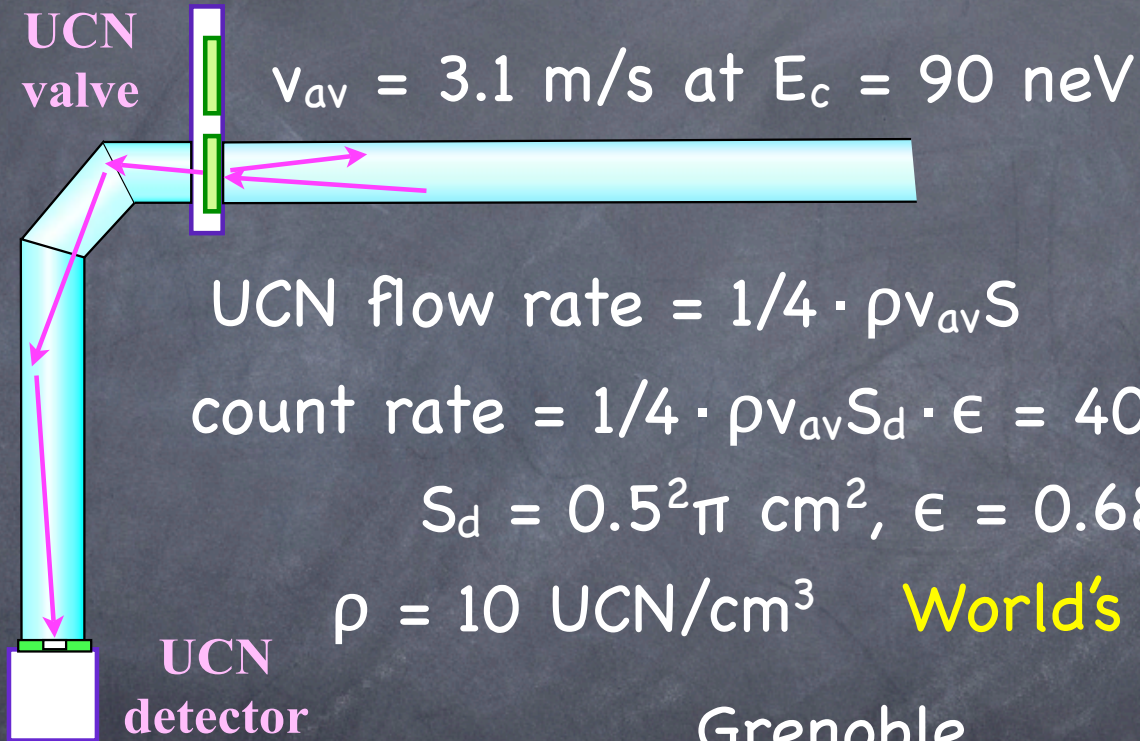 UCN
valve
v_av = 3.1 m/s at E_c = 90 neV
UCN flow rate = 1/4 · ρv_avS
count rate = 1/4 · ρv_avS_d · ϵ = 40
S_d = 0.5²π cm², ϵ = 0.68
ρ = 10 UCN/cm³ World's
UCN
detector
Grenoble